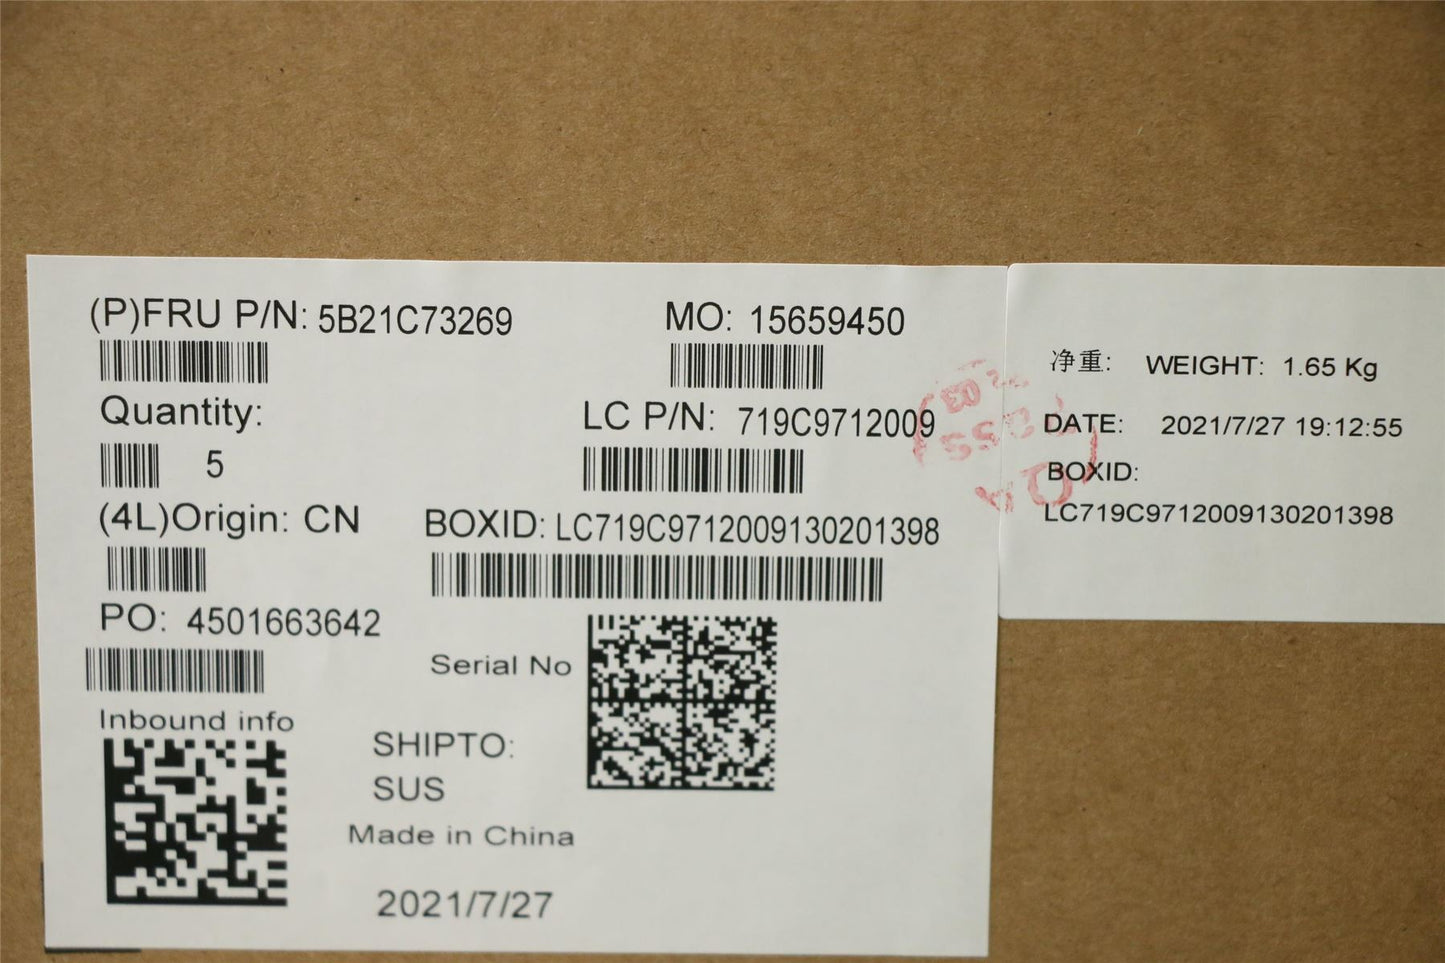 (P)FRU P/N: 5B21C73269
MO: 15659450
Quantity:
5
LC P/N: 719C9712009
(4L)Origin: CN
BOXID: LC719C9712009130201398
PO: 4501663642
Serial No
Inbound info
SHIPTO:
SUS
Made in China
2021/7/27
净重: WEIGHT: 1.65 Kg
DATE: 2021/7/27 19:12:55
BOXID:
LC719C9712009130201398
03
QA